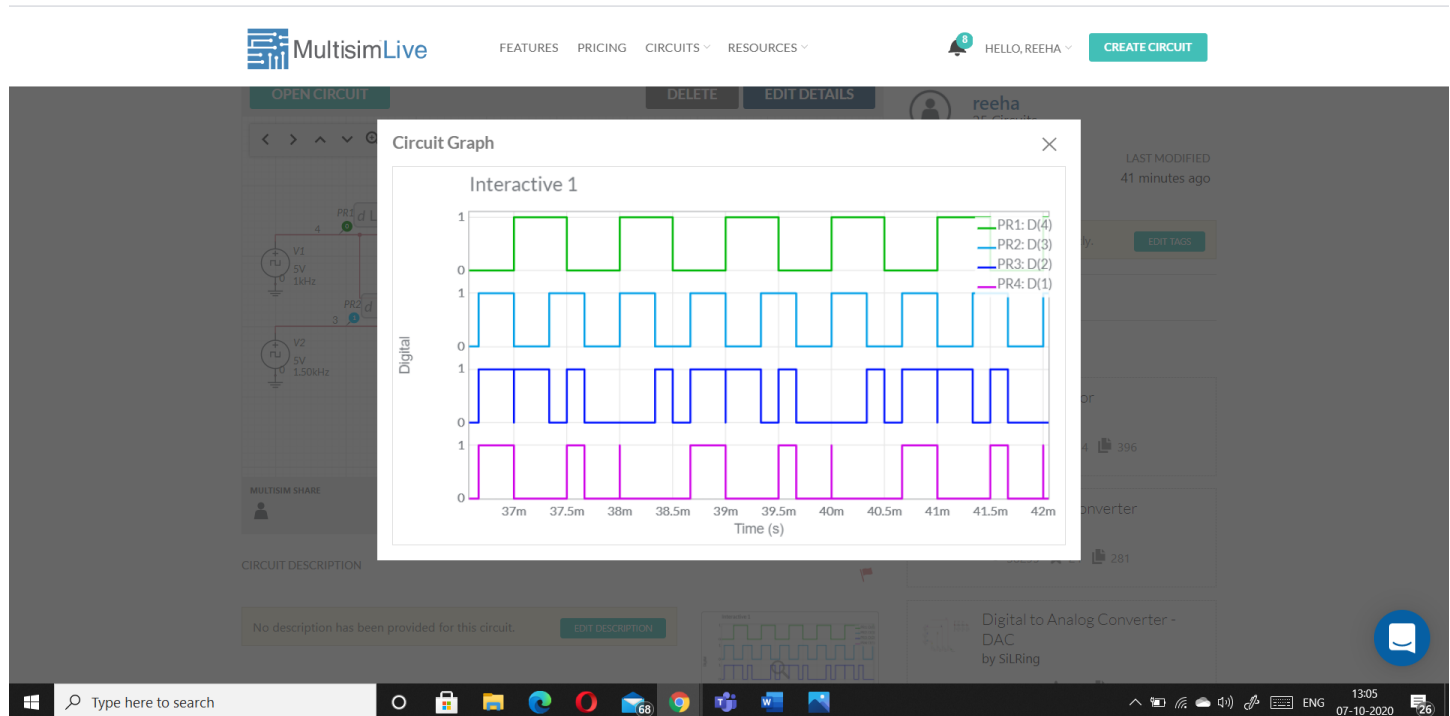 MultisimLive
FEATURES PRICING CIRCUITS RESOURCES
8
HELLO, REEHA
CREATE CIRCUIT
OPEN CIRCUIT
DELETE
EDIT DETAILS
reeha
LAST MODIFIED
41 minutes ago
EDIT TAGS
PR1 d L
4
V1
5V
1kHz
0
PR2 d
3
V2
5V
1.50kHz
0
Circuit Graph
Interactive 1
PR1: D(4)
PR2: D(3)
PR3: D(2)
PR4: D(1)
1
0
1
0
1
0
1
0
Digital
37m 37.5m 38m 38.5m 39m 39.5m 40m 40.5m 41m 41.5m 42m
Time (s)
or
4 396
onverter
281
MULTISIM SHARE
CIRCUIT DESCRIPTION
No description has been provided for this circuit.
EDIT DESCRIPTION
Digital to Analog Converter -
DAC
by SiLRing
Type here to search
68
ENG
13:05
07-10-2020
26